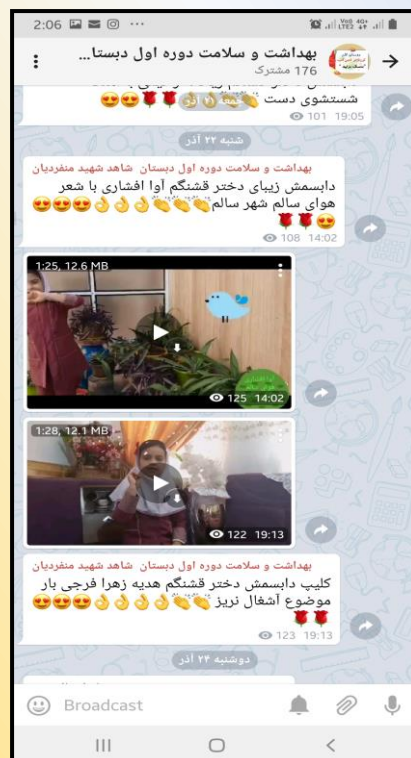 2:06
بهداشت و سلامت دوره اول دبستا...
176 مشترک
شستشوی دست
جمعه ۲۱ آذر
101 19:05
شنبه ۲۲ آذر
بهداشت و سلامت دوره اول دبستان شاهد شهید منفردیان
دابسمش زیبای دختر قشنگم آوا افشاری با شعر
هوای سالم شهر سالم👏👏👏👌👌👌😍😍😍
😍🌹🌹
108 14:02
1:25, 12.6 MB
125 14:02
1:28, 12.1 MB
122 19:13
بهداشت و سلامت دوره اول دبستان شاهد شهید منفردیان
کلیپ دابسمش دختر قشنگم هدیه زهرا فرجی بار
موضوع آشغال نریز 👏👏👌👌👌👌😍😍😍
🌹🌹
123 19:13
دوشنبه ۲۴ آذر
Broadcast